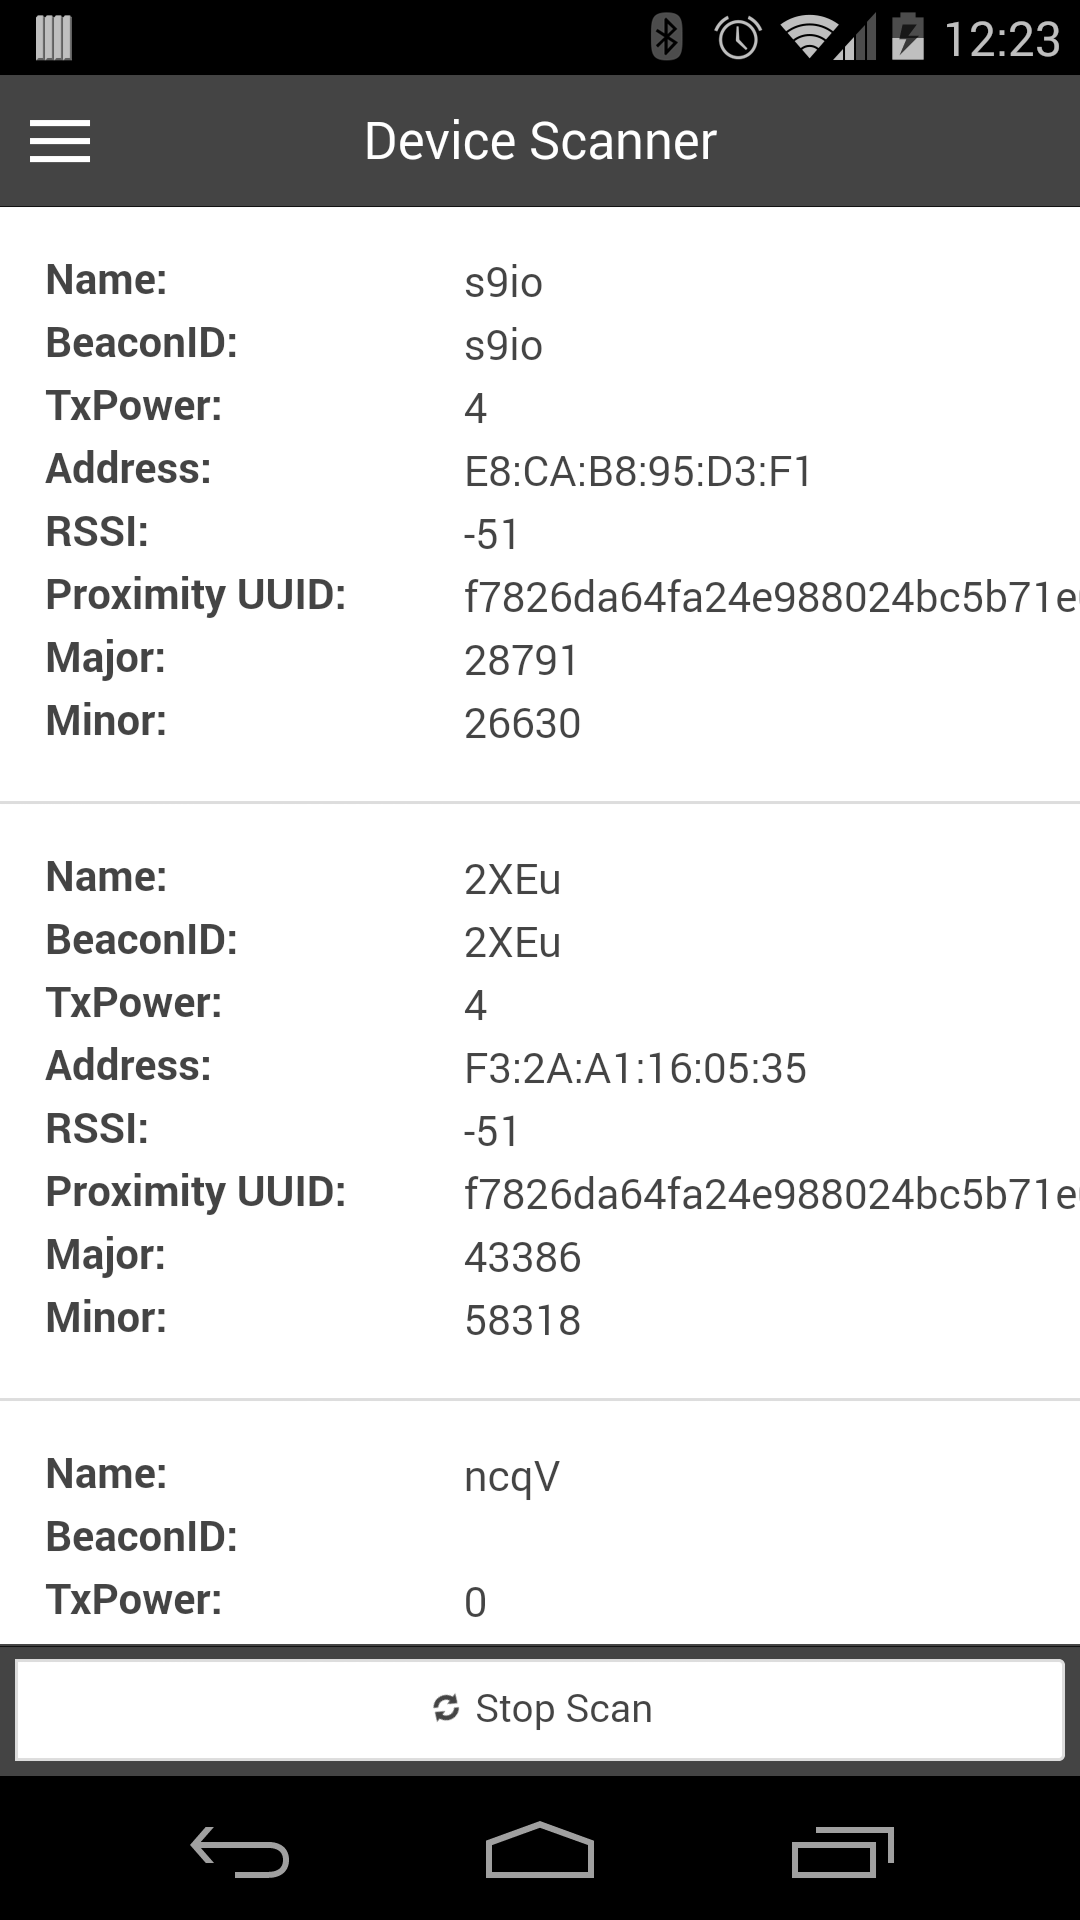 12:23
Device Scanner
Name: s9io
BeaconID: s9io
TxPower: 4
Address: E8:CA:B8:95:D3:F1
RSSI: -51
Proximity UUID: f7826da64fa24e988024bc5b71e
Major: 28791
Minor: 26630
Name: 2XEu
BeaconID: 2XEu
TxPower: 4
Address: F3:2A:A1:16:05:35
RSSI: -51
Proximity UUID: f7826da64fa24e988024bc5b71e
Major: 43386
Minor: 58318
Name: ncqV
BeaconID:
TxPower: 0
Stop Scan